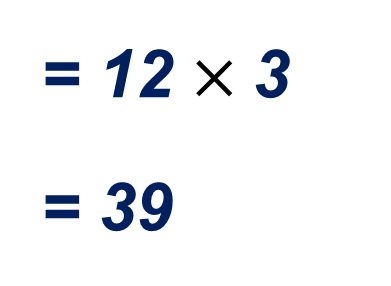 = 12 × 3
= 39